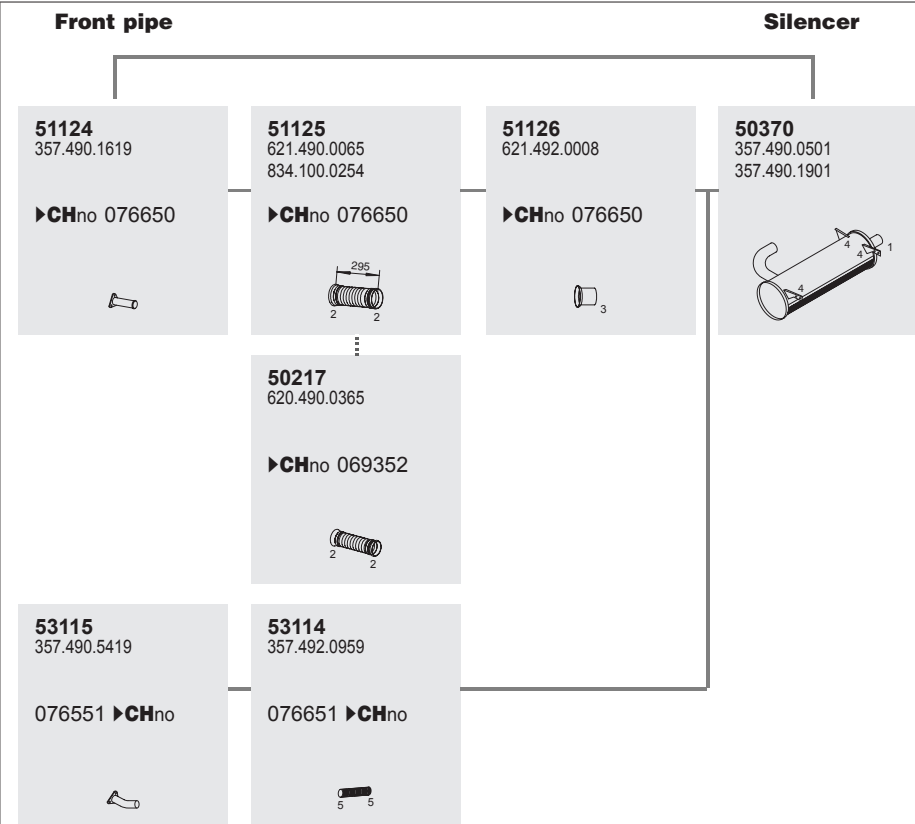 Front pipe
Silencer
51124
357.490.1619
▶CHno 076650
51125
621.490.0065
834.100.0254
▶CHno 076650
295
2 2
51126
621.492.0008
▶CHno 076650
3
50370
357.490.0501
357.490.1901
4 4 1
4
50217
620.490.0365
▶CHno 069352
2 2
53115
357.490.5419
076551 ▶CHno
53114
357.492.0959
076651 ▶CHno
5 5